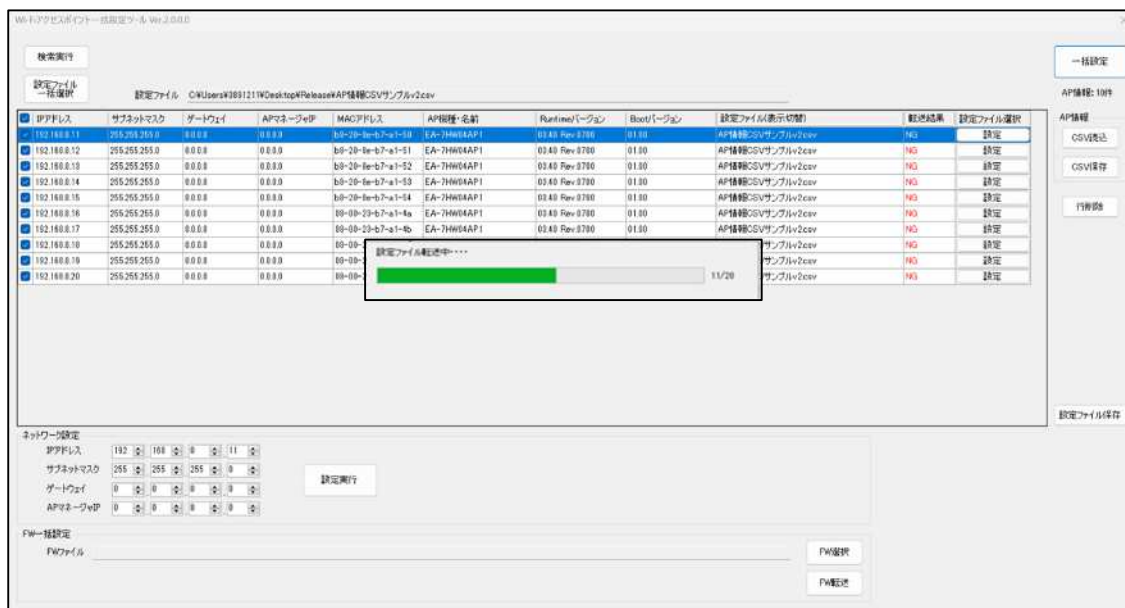 Wi-Fiアクセスポイント一括設定ツール Ver.2.0.0.0
検索実行
一括設定
設定ファイル
一括選択
設定ファイル C:¥Users¥3891211¥Desktop¥Release¥AP情報CSVサンプルv2.csv
AP情報: 10件
IPアドレス サブネットマスク ゲートウェイ APマネージャIP MACアドレス AP機種・名前 Runtimeバージョン Bootバージョン 設定ファイル(表示切替) 転送結果 設定ファイル選択
AP情報
192.168.0.11 255.255.255.0 0.0.0.0 0.0.0.0 b8-20-8e-b7-a1-50 EA-7HW04AP1 03.40 Rev.0700 01.00 AP情報CSVサンプルv2.csv NG 設定
CSV読込
192.168.0.12 255.255.255.0 0.0.0.0 0.0.0.0 b8-20-8e-b7-a1-51 EA-7HW04AP1 03.40 Rev.0700 01.00 AP情報CSVサンプルv2.csv NG 設定
192.168.0.13 255.255.255.0 0.0.0.0 0.0.0.0 b8-20-8e-b7-a1-52 EA-7HW04AP1 03.40 Rev.0700 01.00 AP情報CSVサンプルv2.csv NG 設定
CSV保存
192.168.0.14 255.255.255.0 0.0.0.0 0.0.0.0 b8-20-8e-b7-a1-53 EA-7HW04AP1 03.40 Rev.0700 01.00 AP情報CSVサンプルv2.csv NG 設定
192.168.0.15 255.255.255.0 0.0.0.0 0.0.0.0 b8-20-8e-b7-a1-54 EA-7HW04AP1 03.40 Rev.0700 01.00 AP情報CSVサンプルv2.csv NG 設定
192.168.0.16 255.255.255.0 0.0.0.0 0.0.0.0 80-08-23-b7-a1-4a EA-7HW04AP1 03.40 Rev.0700 01.00 AP情報CSVサンプルv2.csv NG 設定
行削除
192.168.0.17 255.255.255.0 0.0.0.0 0.0.0.0 80-08-23-b7-a1-4b EA-7HW04AP1 03.40 Rev.0700 01.00 AP情報CSVサンプルv2.csv NG 設定
192.168.0.18 255.255.255.0 0.0.0.0 0.0.0.0 サンプルv2.csv NG 設定
192.168.0.19 255.255.255.0 0.0.0.0 0.0.0.0 サンプルv2.csv NG 設定
192.168.0.20 255.255.255.0 0.0.0.0 0.0.0.0 サンプルv2.csv NG 設定
設定ファイル転送中・・・・
11/20
設定ファイル保存
ネットワーク設定
IPアドレス 192 168 0 11
サブネットマスク 255 255 255 0
ゲートウェイ 0 0 0 0
APマネージャIP 0 0 0 0
設定実行
FW一括設定
FWファイル
FW選択
FW転送